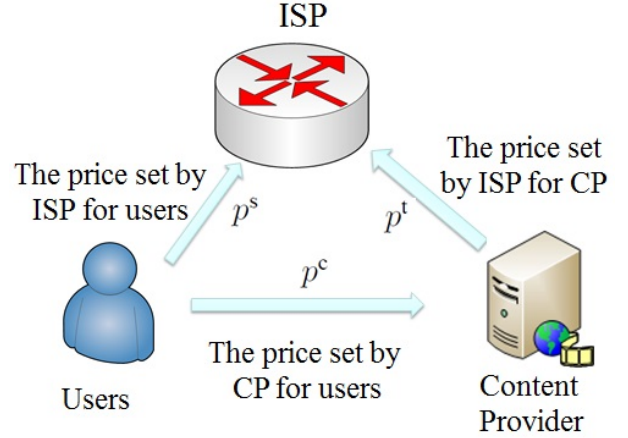 ISP
The price set by
ISP for users
p^s
The price set
by ISP for CP
p^t
p^c
The price set by
CP for users
Users
Content
Provider